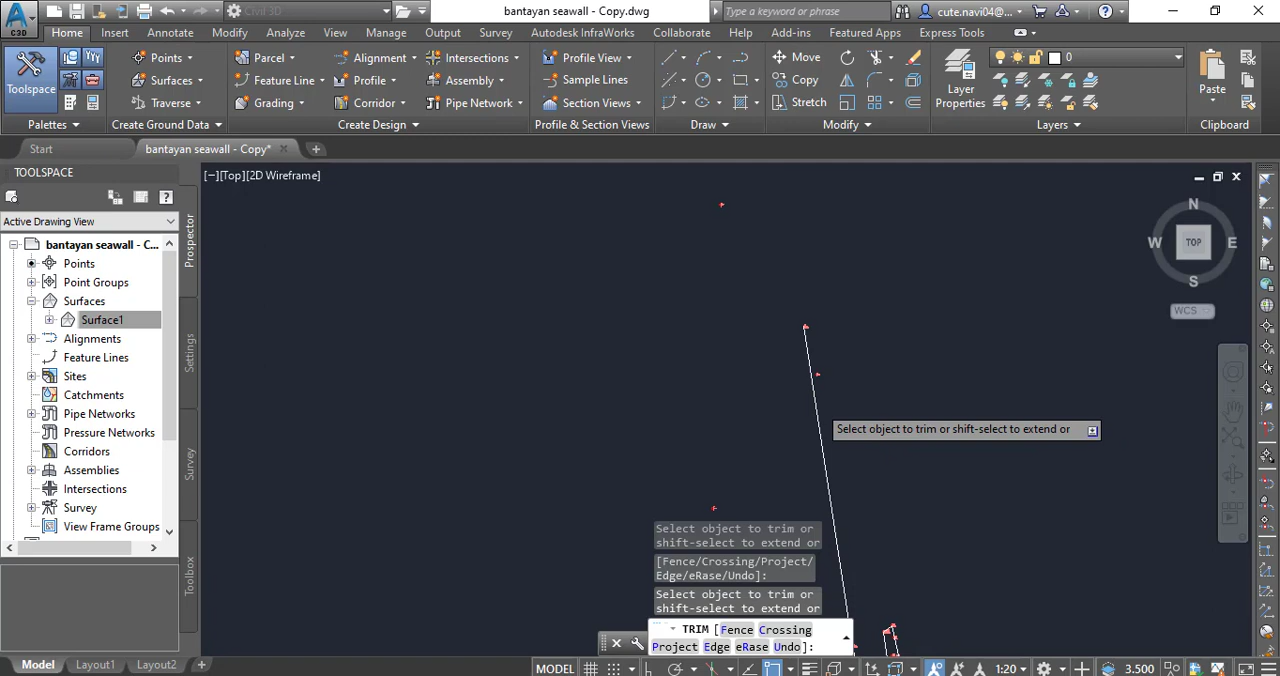 Civil 3D
bantayan seawall - Copy.dwg
Type a keyword or phrase
cute.navi04@...
C3D
Home Insert Annotate Modify Analyze View Manage Output Survey Autodesk InfraWorks Collaborate Help Add-ins Featured Apps Express Tools
Toolspace
Points
Surfaces
Traverse
Parcel
Feature Line
Grading
Alignment
Profile
Corridor
Intersections
Assembly
Pipe Network
Profile View
Sample Lines
Section Views
Move
Copy
Stretch
Layer
Properties
0
Paste
Palettes
Create Ground Data
Create Design
Profile & Section Views
Draw
Modify
Layers
Clipboard
Start
bantayan seawall - Copy*
TOOLSPACE
Active Drawing View
bantayan seawall - C...
Points
Point Groups
Surfaces
Surface1
Alignments
Feature Lines
Sites
Catchments
Pipe Networks
Pressure Networks
Corridors
Assemblies
Intersections
Survey
View Frame Groups
Prospector
Settings
Survey
Toolbox
[−][Top][2D Wireframe]
N
W TOP E
S
WCS
Select object to trim or shift-select to extend or
Select object to trim or
shift-select to extend or
[Fence/Crossing/Project/
Edge/eRase/Undo]:
Select object to trim or
shift-select to extend or
TRIM [Fence Crossing
Project Edge eRase Undo]:
Model Layout1 Layout2
MODEL
1:20
3.500